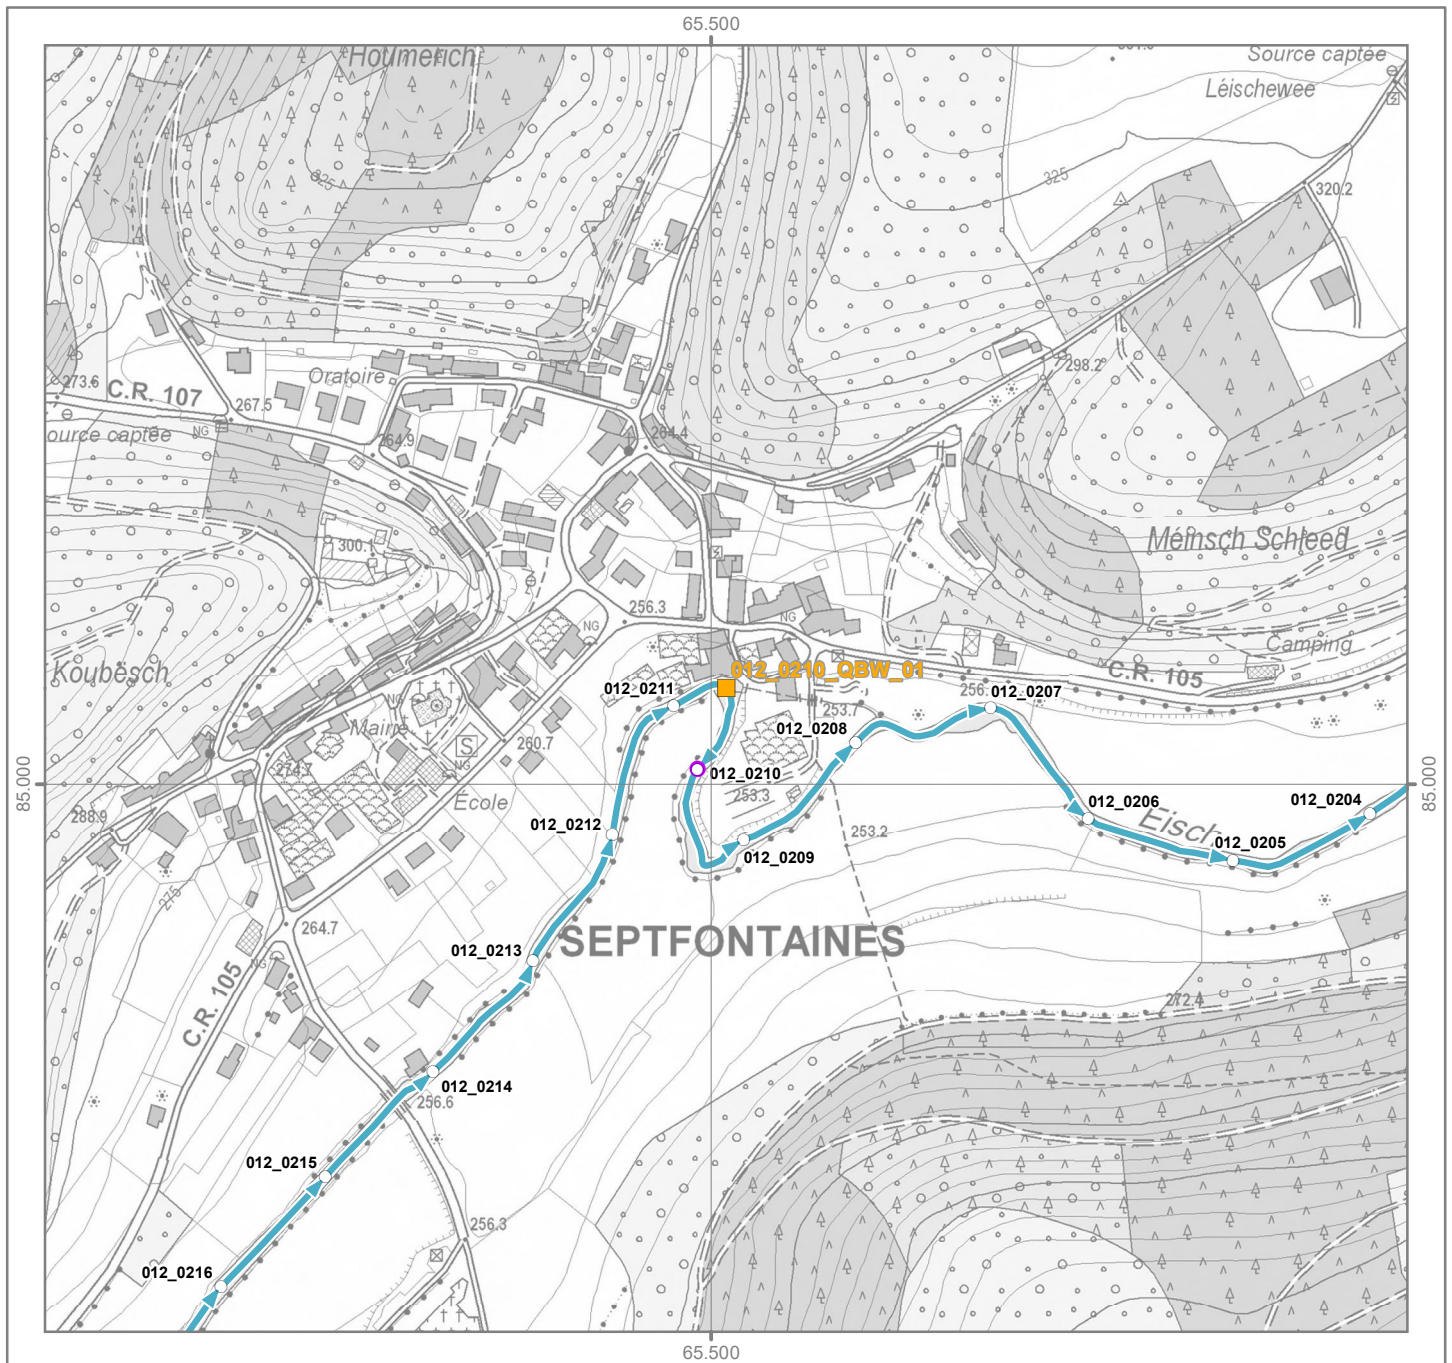 65.500
Houmerich
Source captée
Léischewee
325
325
320.2
298.2
273.6
C.R. 107
Oratoire
267.5
NG
ource captée
264.9
264.4
300.1
Méinsch Schleed
256.3
NG
NG
Koubësch
Camping
C.R. 105
012_0210_QBW_01
012_0211
012_0207
256.
NG
Mairie
253.7
012_0208
S
260.7
NG
274.7
012_0210
85.000
85.000
École
253.3
012_0206
012_0204
288.9
012_0212
253.2
Eisch
012_0205
012_0209
275
264.7
SEPTFONTAINES
012_0213
NG
C.R. 105
272.4
012_0214
256.6
012_0215
256.3
012_0216
65.500